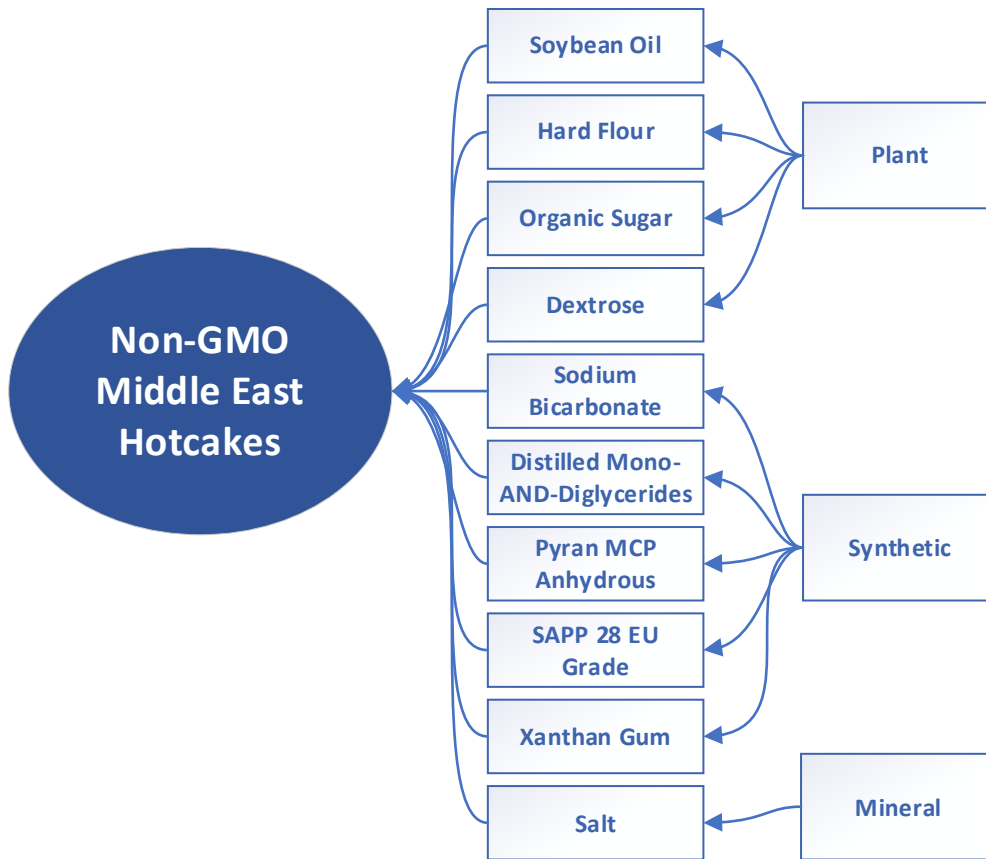 Non-GMO
Middle East
Hotcakes
Soybean Oil
Hard Flour
Organic Sugar
Dextrose
Sodium
Bicarbonate
Distilled Mono-
AND-Diglycerides
Pyran MCP
Anhydrous
SAPP 28 EU
Grade
Xanthan Gum
Salt
Plant
Synthetic
Mineral